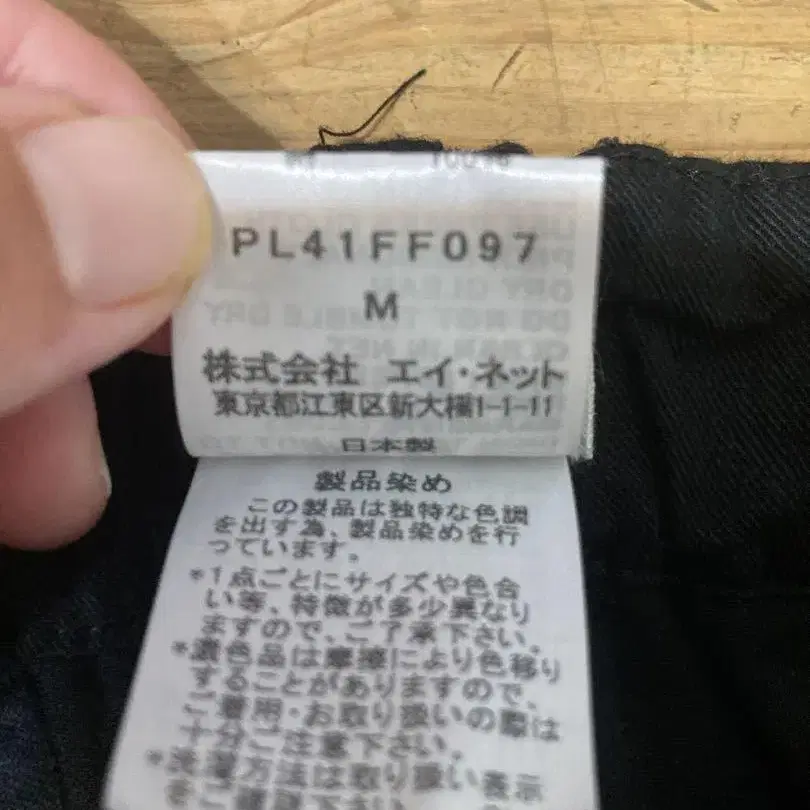 PL41FF097
M
株式会社 エイ・ネット
東京都江東区新大橋1-1-11
日本製
製品染め
この製品は独特な色調
を出す為、製品染めを行
っています。
*1点ごとにサイズや色合
い等、特徴が多少異なり
ますので、ご了承下さい。
*濃色品は摩擦により色移り
することがありますので、
ご着用・お取り扱いの際は
十分ご注意下さい。
*洗濯方法は取り扱い表示